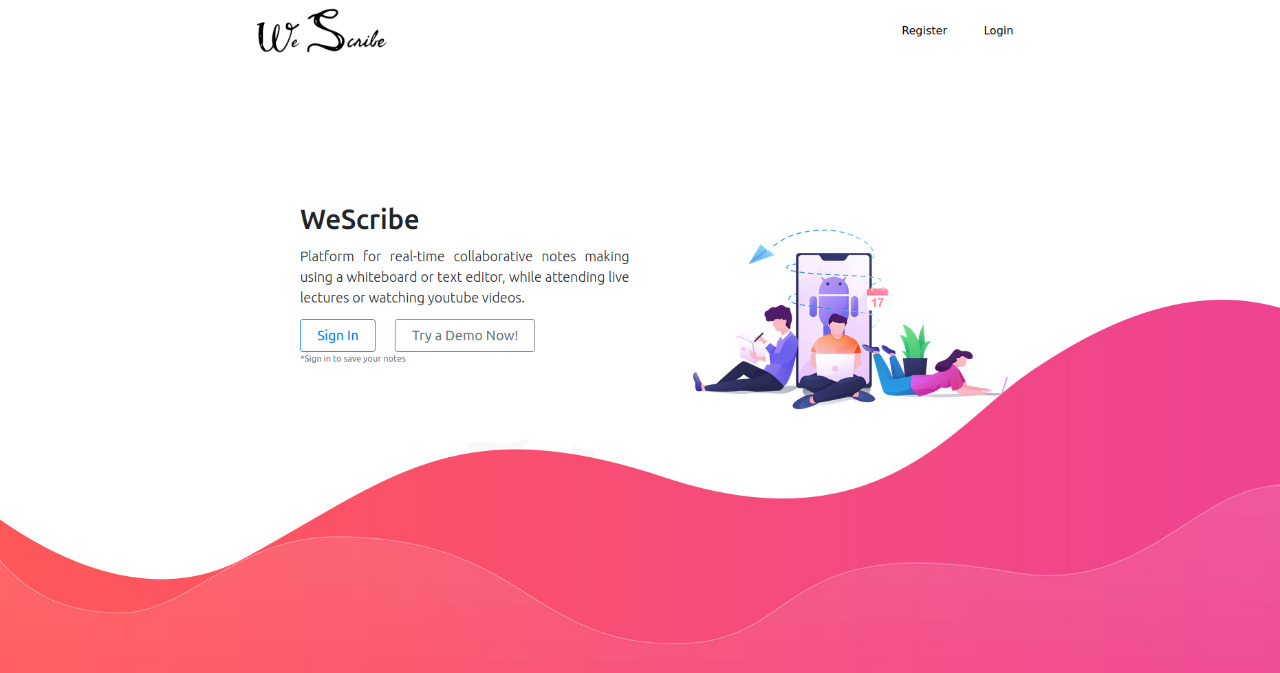 We Scribe
Register
Login
WeScribe
Platform for real-time collaborative notes making
using a whiteboard or text editor, while attending live
lectures or watching youtube videos.
Sign In
Try a Demo Now!
*Sign in to save your notes
17